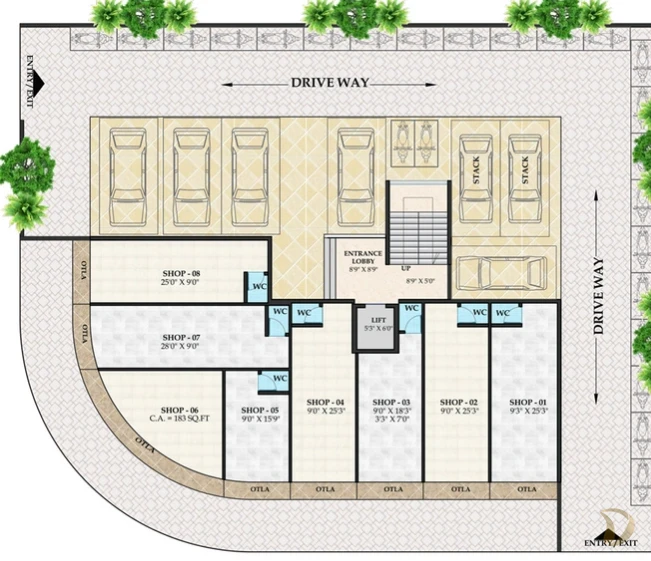 ENTRY/EXIT
DRIVE WAY
STACK
STACK
ENTRANCE
LOBBY
8'9" X 8'9"
UP
8'9" X 5'0"
OTLA
SHOP - 08
25'0" X 9'0"
WC
DRIVE WAY
OTLA
SHOP - 07
28'0" X 9'0"
WC
WC
LIFT
5'3" X 6'0"
WC
WC
WC
SHOP - 06
C.A. = 183 SQ.FT
OTLA
WC
SHOP - 05
9'0" X 15'9"
SHOP - 04
9'0" X 25'3"
SHOP - 03
9'0" X 18'3"
3'3" X 7'0"
SHOP - 02
9'0" X 25'3"
SHOP - 01
9'3" X 25'3"
OTLA
OTLA
OTLA
OTLA
OTLA
ENTRY/EXIT